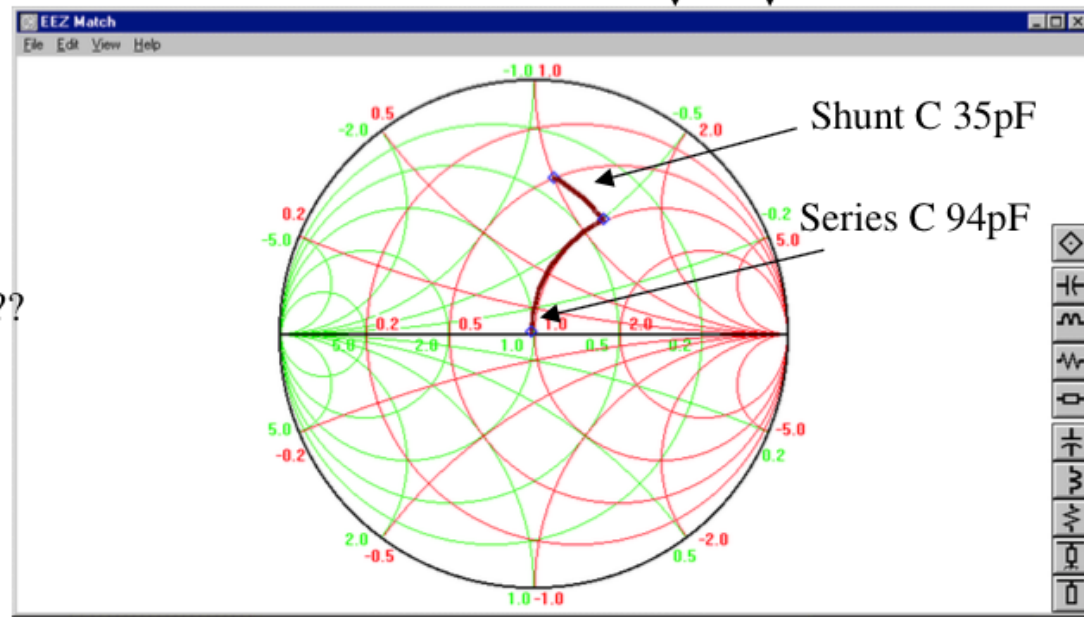 EEZ Match
File Edit View Help
-1.0 1.0
0.5 -0.5
-2.0 2.0
Shunt C 35pF
0.2 -0.2
-5.0 5.0
Series C 94pF
??
0.2 0.5 1.0 2.0
5.0 2.0 1.0 0.5 0.2
5.0 -5.0
-0.2 0.2
2.0 -2.0
-0.5 0.5
1.0 -1.0